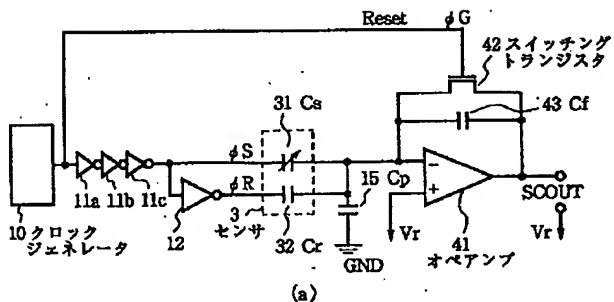 Reset
φG
42 スイッチング
トランジスタ
31 Cs
43 Cf
φS
φR
11a
11b
11c
12
3
センサ
32 Cr
15 Cp
GND
Vr
41
オペアンプ
SCOUT
Vr
10 クロック
ジェネレータ
(a)